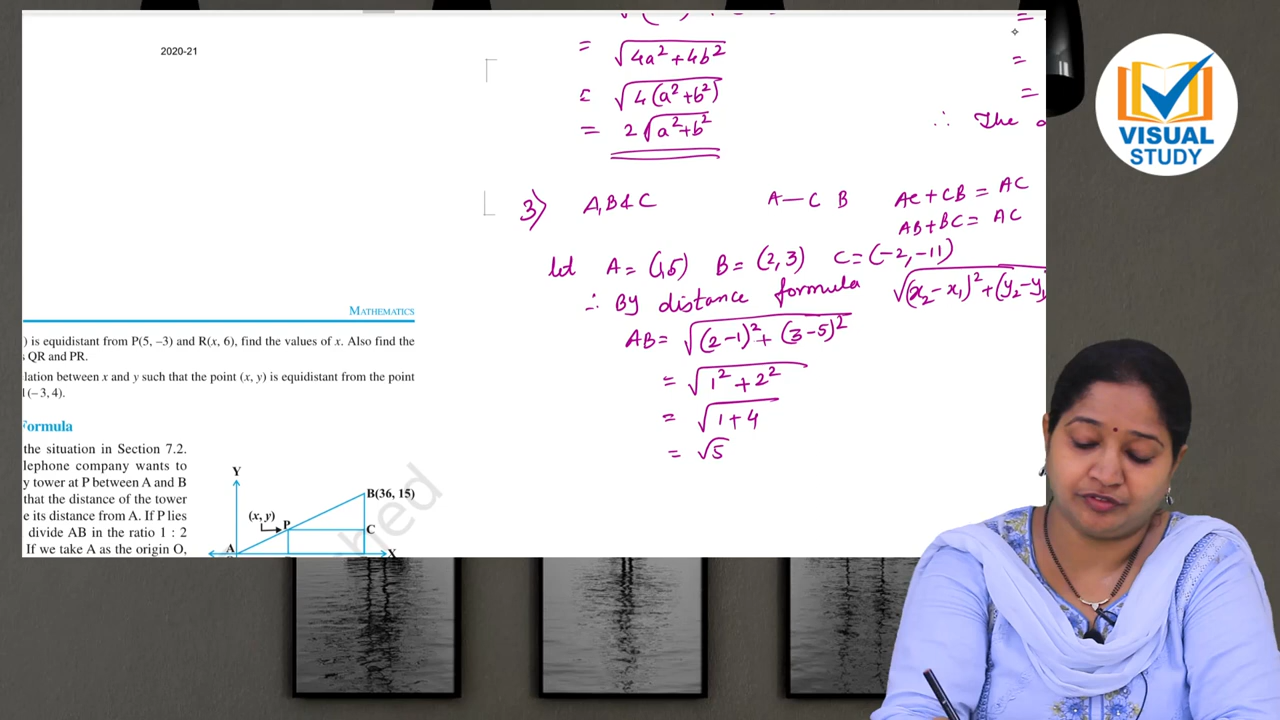 2020-21
MATHEMATICS
) is equidistant from P(5, –3) and R(x, 6), find the values of x. Also find the
QR and PR.
lation between x and y such that the point (x, y) is equidistant from the point
(– 3, 4).
Formula
the situation in Section 7.2.
lephone company wants to
y tower at P between A and B
that the distance of the tower
e its distance from A. If P lies
divide AB in the ratio 1 : 2
If we take A as the origin O,
Y
B(36, 15)
(x, y)
P
C
A
X
hed
= √4a²+4b²
= √4(a²+b²)
= 2√a²+b²
=
=
=
∴ The
3) A, B & C A—C B AC+CB = AC
AB+BC = AC
let A = (1,5) B = (2,3) C = (-2,-11)
∴ By distance formula √(x₂-x₁)²+(y₂-y₁
AB = √(2-1)²+(3-5)²
= √1²+2²
= √1+4
= √5
VISUAL
STUDY